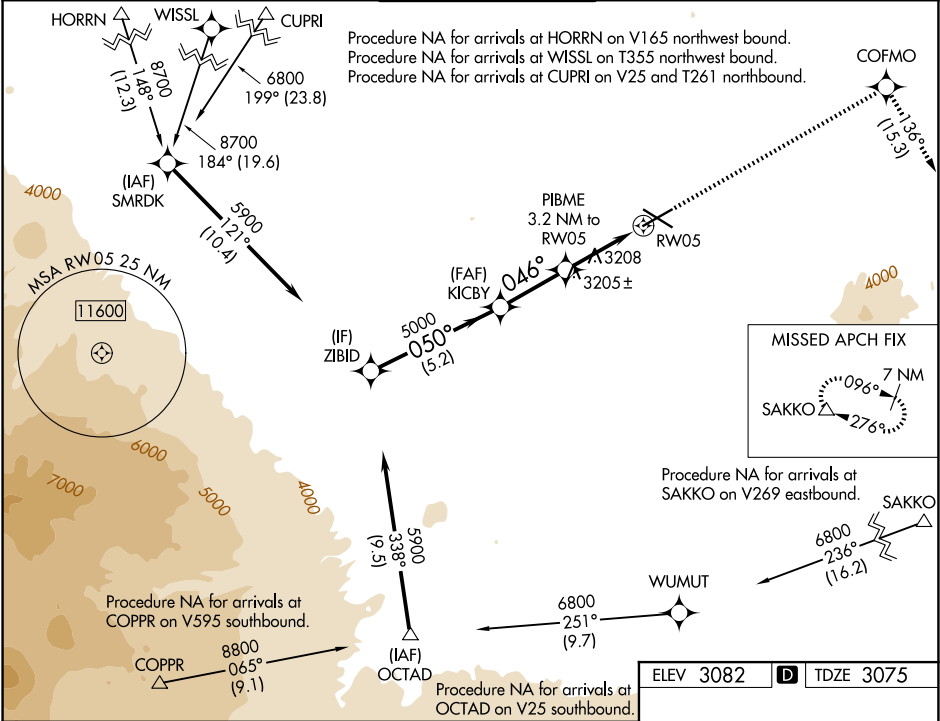 HORRN
WISSL
CUPRI
Procedure NA for arrivals at HORRN on V165 northwest bound.
Procedure NA for arrivals at WISSL on T355 northwest bound.
Procedure NA for arrivals at CUPRI on V25 and T261 northbound.
COFMO
8700
148°
(12.3)
6800
199° (23.8)
8700
184° (19.6)
136°
(15.3)
(IAF)
SMRDK
4000
5900
121°
(10.4)
PIBME
3.2 NM to
RW05
RW05
3208
3205±
046°
(FAF)
KICBY
4000
MSA RW05 25 NM
11600
(IF)
ZIBID
5000
050°
(5.2)
MISSED APCH FIX
7 NM
096°
SAKKO
276°
6000
7000
5000
4000
Procedure NA for arrivals at
SAKKO on V269 eastbound.
SAKKO
6800
236°
(16.2)
5900
338°
(9.5)
WUMUT
6800
251°
(9.7)
Procedure NA for arrivals at
COPPR on V595 southbound.
COPPR
8800
065°
(9.1)
(IAF)
OCTAD
Procedure NA for arrivals at
OCTAD on V25 southbound.
ELEV 3082 D TDZE 3075